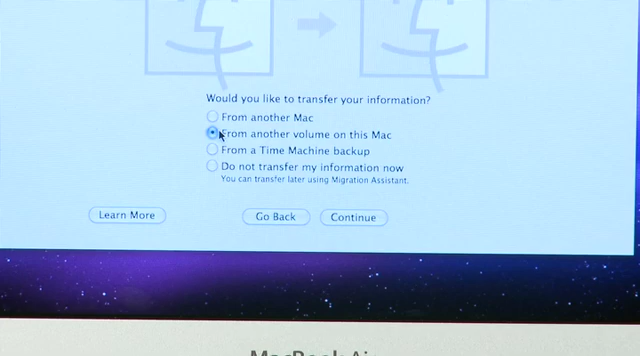 Would you like to transfer your information?
From another Mac
From another volume on this Mac
From a Time Machine backup
Do not transfer my information now
You can transfer later using Migration Assistant.
Learn More
Go Back
Continue
MacBook Air